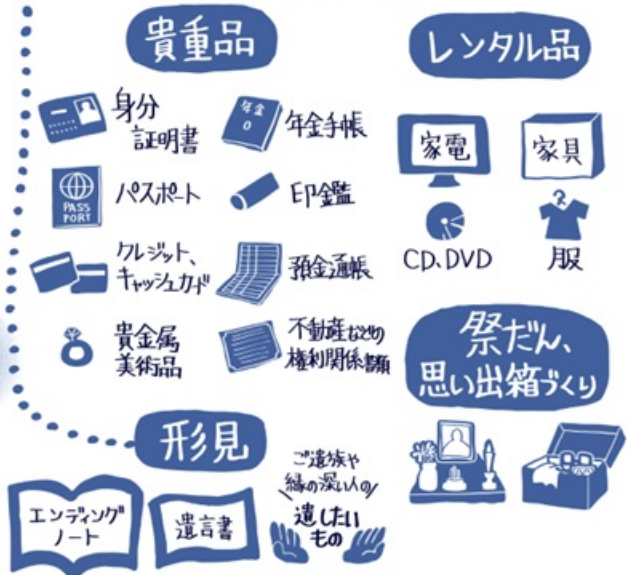 貴重品
身分
証明書
年金
年金手帳
PASS
PORT
パスポート
印鑑
クレジット、
キャッシュカード
預金通帳
貴金属
美術品
不動産などの
権利関係書類
レンタル品
家電
家具
CD、DVD
服
祭だん、
思い出箱づくり
形見
エンディング
ノート
遺言書
ご遺族や
縁の深い人の
遺したい
もの